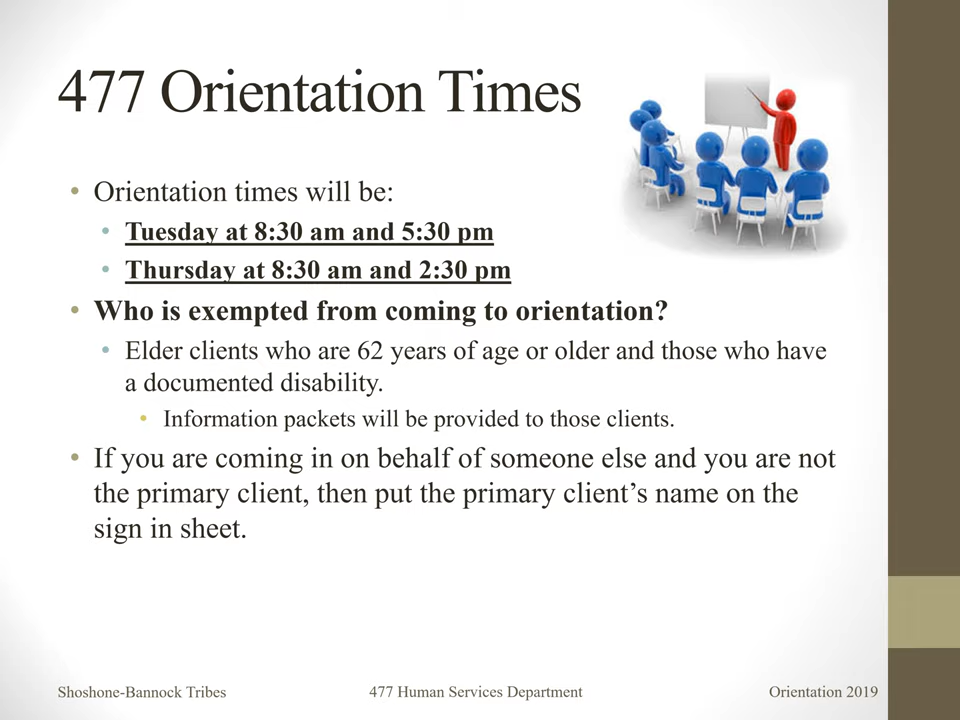 477 Orientation Times
• Orientation times will be:
• Tuesday at 8:30 am and 5:30 pm
• Thursday at 8:30 am and 2:30 pm
• Who is exempted from coming to orientation?
• Elder clients who are 62 years of age or older and those who have
a documented disability.
• Information packets will be provided to those clients.
• If you are coming in on behalf of someone else and you are not
the primary client, then put the primary client’s name on the
sign in sheet.
Shoshone-Bannock Tribes
477 Human Services Department
Orientation 2019